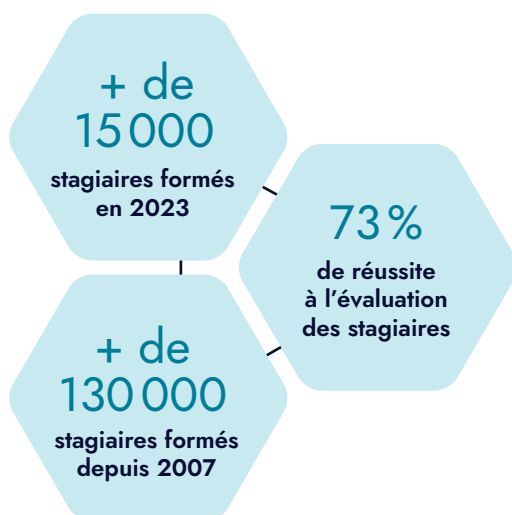 + de
15 000
stagiaires formés
en 2023
73 %
de réussite
à l’évaluation
des stagiaires
+ de
130 000
stagiaires formés
depuis 2007